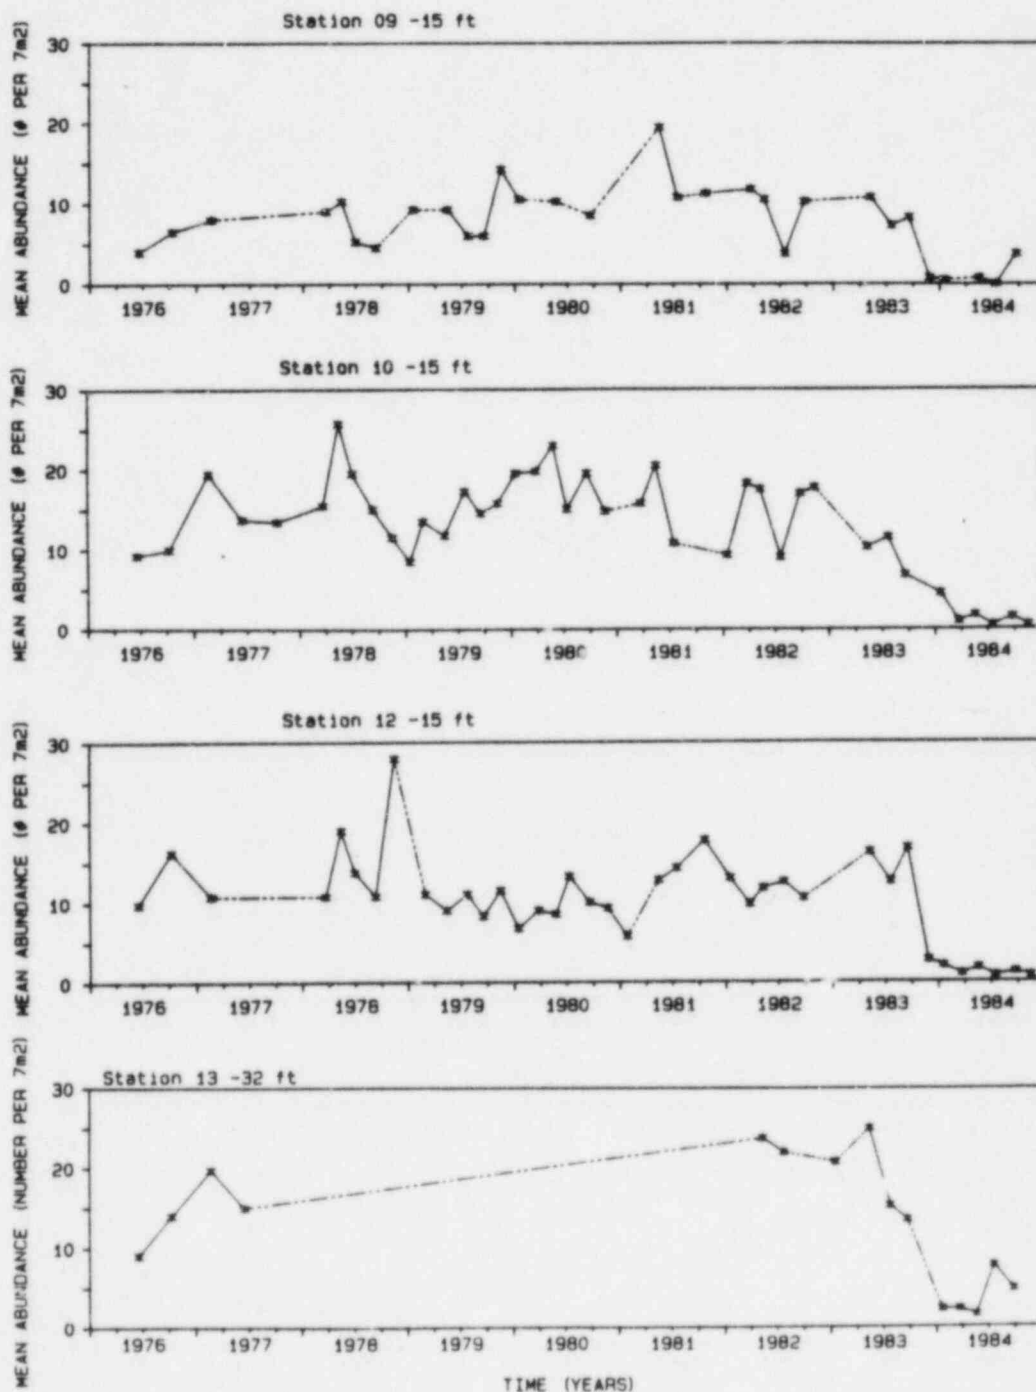 Station 09 -15 ft
MEAN ABUNDANCE (# PER 7m2)
30
20
10
0
1976 1977 1978 1979 1980 1981 1982 1983 1984
Station 10 -15 ft
MEAN ABUNDANCE (# PER 7m2)
30
20
10
0
1976 1977 1978 1979 1980 1981 1982 1983 1984
Station 12 -15 ft
MEAN ABUNDANCE (# PER 7m2)
30
20
10
0
1976 1977 1978 1979 1980 1981 1982 1983 1984
Station 13 -32 ft
MEAN ABUNDANCE (NUMBER PER 7m2)
30
20
10
0
1976 1977 1978 1979 1980 1981 1982 1983 1984
TIME (YEARS)